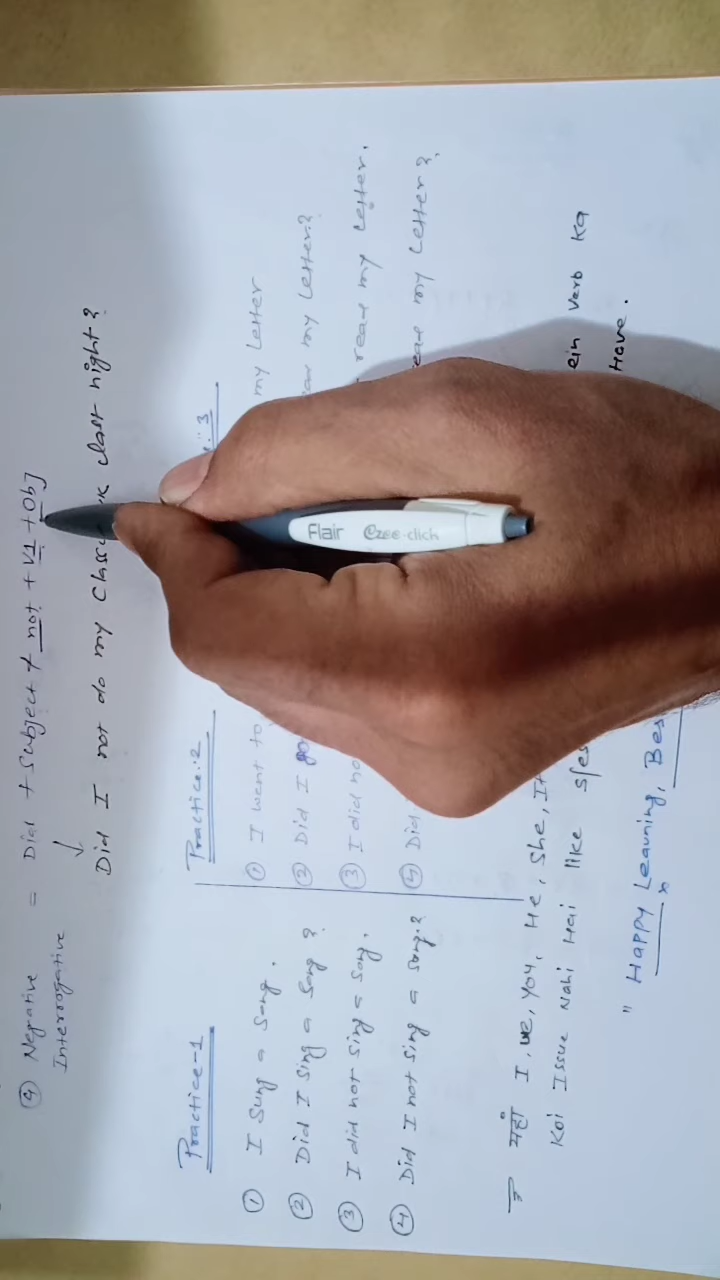 ④ Negative = Did + Subject + not + V1 + Obj
Interrogative ↓
Did I not do my Class last night?
Practice-1
① I Sung a Song.
② Did I Sing a Song?
③ I did not Sing a Song.
④ Did I not Sing a Song?
Practice:2
① I went to
② Did I go
③ I did no
④ Did
3
my letter
my letter?
read my letter.
my letter?
→ यहाँ I, we, You, He, She, It ein Verb Ka
Koi Issue Nahi Hai like Have.
"Happy Learning, Bes
Flair Ezee-click